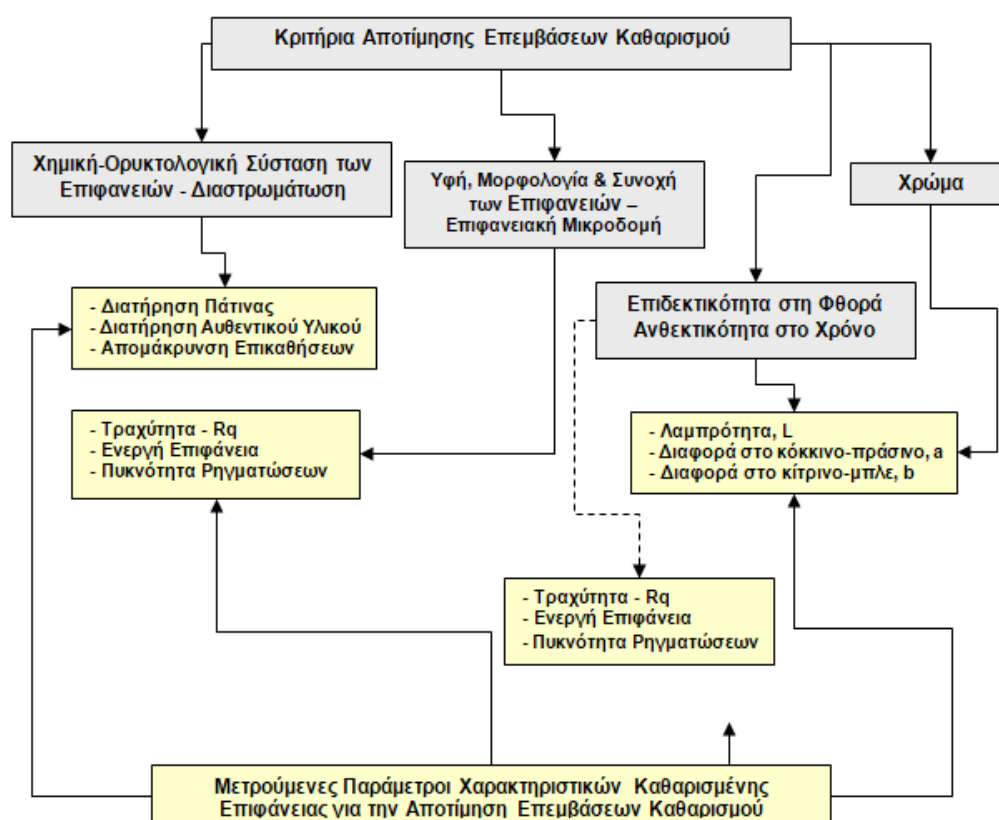 Κριτήρια Αποτίμησης Επεμβάσεων Καθαρισμού
Χημική-Ορυκτολογική Σύσταση των
Επιφανειών - Διαστρωμάτωση
Υφή, Μορφολογία & Συνοχή
των Επιφανειών –
Επιφανειακή Μικροδομή
Χρώμα
Επιδεκτικότητα στη Φθορά
Ανθεκτικότητα στο Χρόνο
- Διατήρηση Πάτινας
- Διατήρηση Αυθεντικού Υλικού
- Απομάκρυνση Επικαθήσεων
- Τραχύτητα - Rq
- Ενεργή Επιφάνεια
- Πυκνότητα Ρηγματώσεων
- Λαμπρότητα, L
- Διαφορά στο κόκκινο-πράσινο, a
- Διαφορά στο κίτρινο-μπλε, b
- Τραχύτητα - Rq
- Ενεργή Επιφάνεια
- Πυκνότητα Ρηγματώσεων
Μετρούμενες Παράμετροι Χαρακτηριστικών Καθαρισμένης
Επιφάνειας για την Αποτίμηση Επεμβάσεων Καθαρισμού